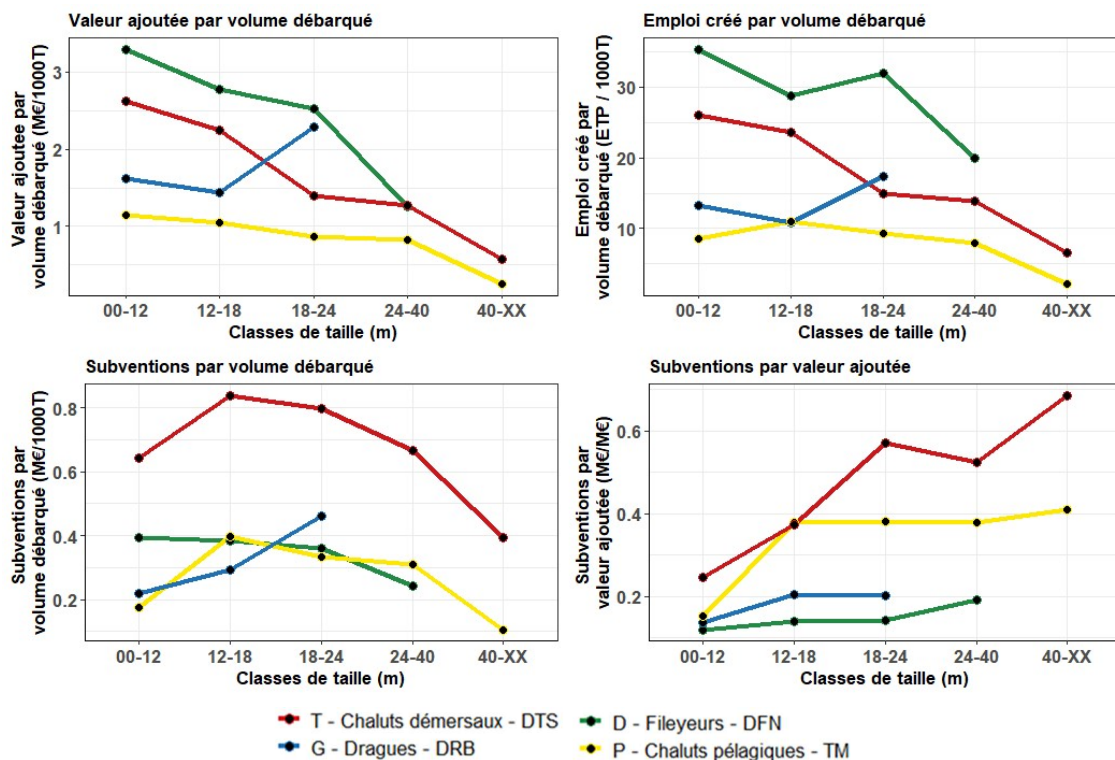 Valeur ajoutée par volume débarqué
Valeur ajoutee par
volume débarqué (M€/1000T)
3
2
1
00-12 12-18 18-24 24-40 40-XX
Classes de taille (m)
Emploi créé par volume débarqué
Emploi créé par
volume débarqué (ETP / 1000T)
30
20
10
00-12 12-18 18-24 24-40 40-XX
Classes de taille (m)
Subventions par volume débarqué
Subventions par
volume débarqué (M€/1000T)
0.8
0.6
0.4
0.2
00-12 12-18 18-24 24-40 40-XX
Classes de taille (m)
Subventions par valeur ajoutée
Subventions par
valeur ajoutée (M€/M€)
0.6
0.4
0.2
00-12 12-18 18-24 24-40 40-XX
Classes de taille (m)
T - Chaluts démersaux - DTS
D - Fileyeurs - DFN
G - Dragues - DRB
P - Chaluts pélagiques - TM